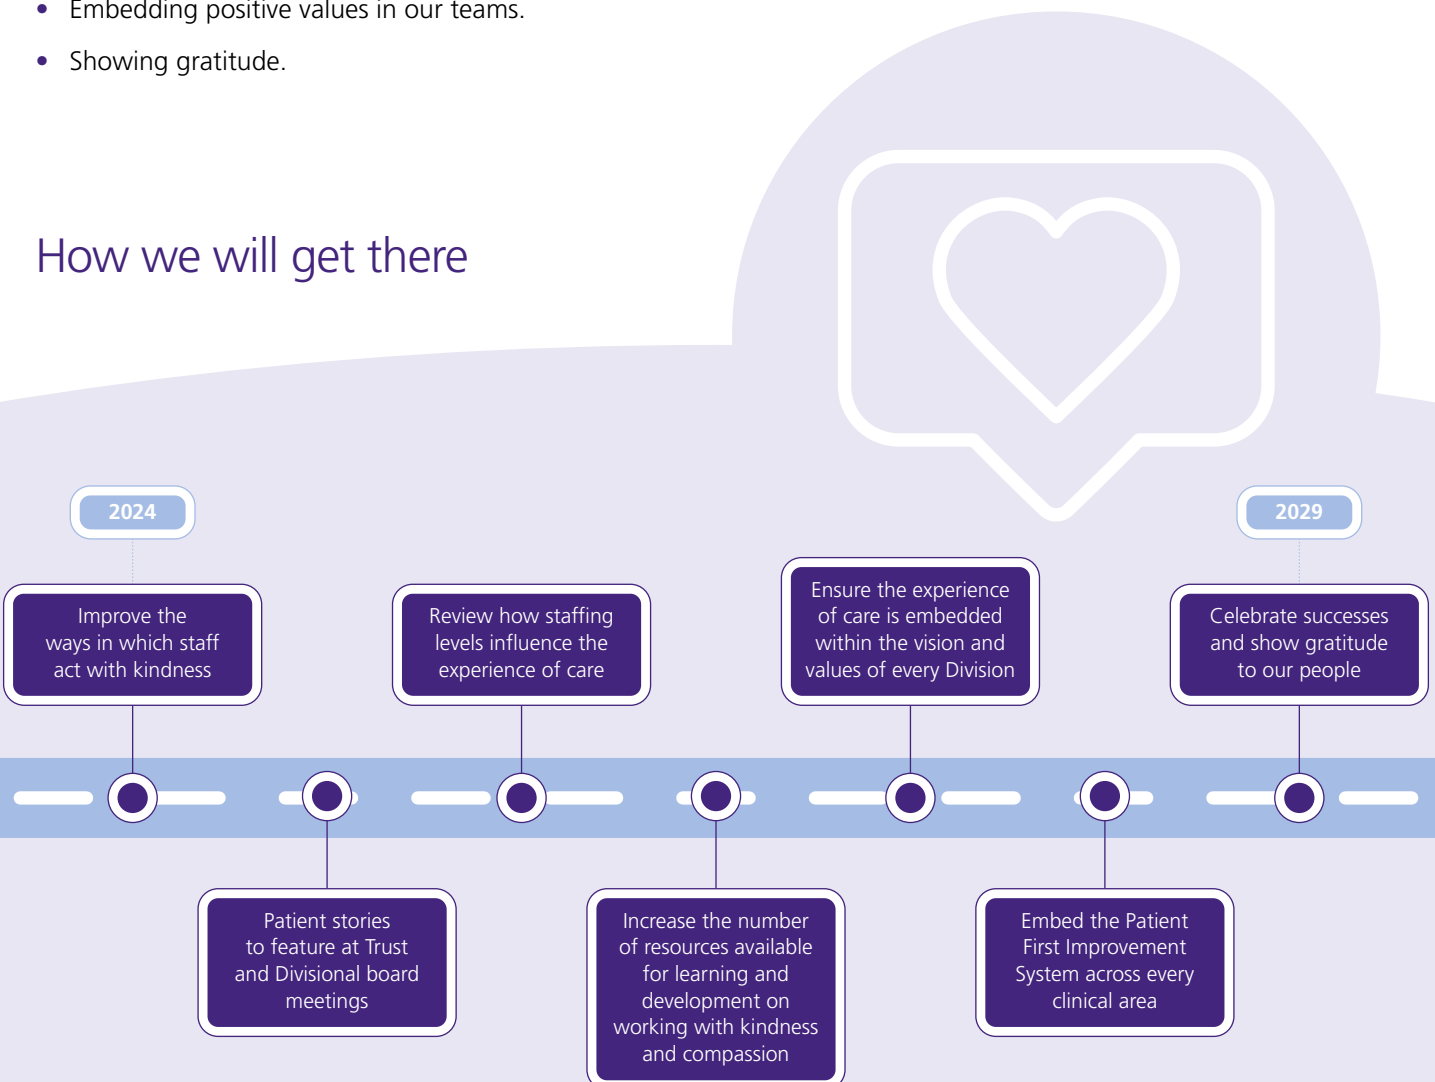 • Embedding positive values in our teams.
• Showing gratitude.
How we will get there
2024
Improve the
ways in which staff
act with kindness
Patient stories
to feature at Trust
and Divisional board
meetings
Review how staffing
levels influence the
experience of care
Increase the number
of resources available
for learning and
development on
working with kindness
and compassion
Ensure the experience
of care is embedded
within the vision and
values of every Division
Embed the Patient
First Improvement
System across every
clinical area
2029
Celebrate successes
and show gratitude
to our people